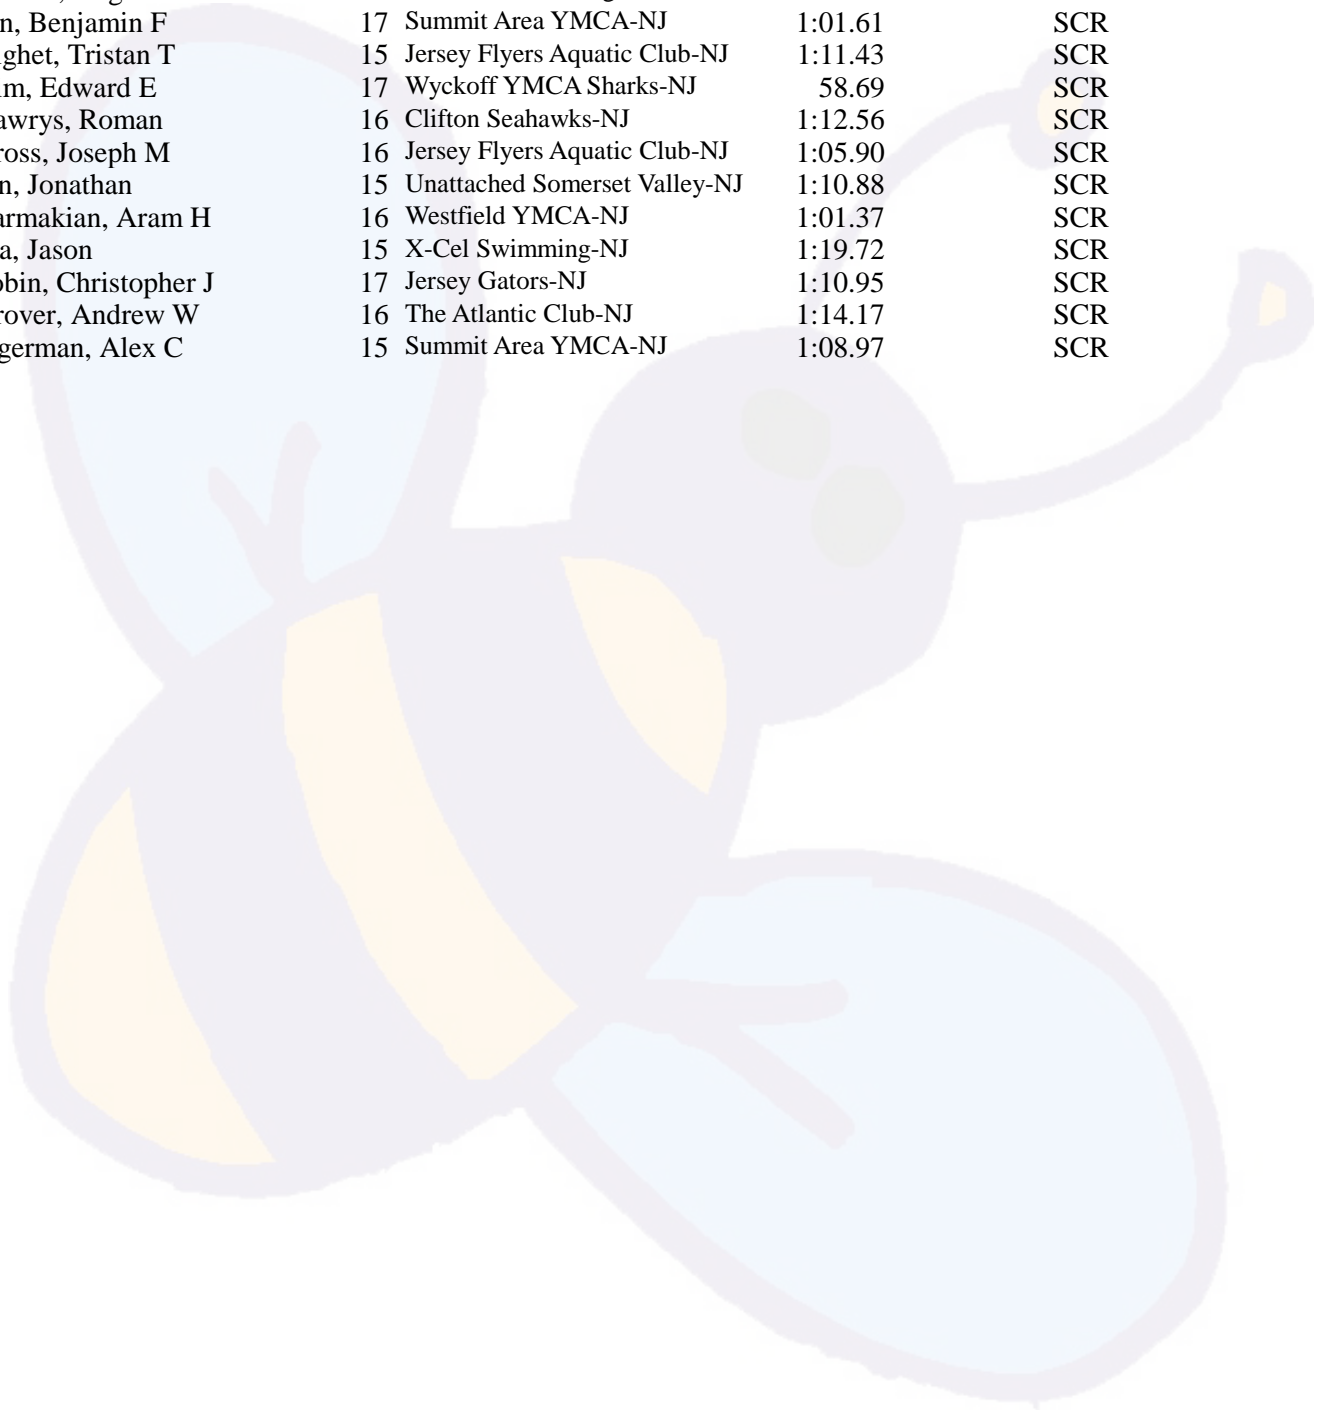 n, Benjamin F 17 Summit Area YMCA-NJ 1:01.61 SCR
ghet, Tristan T 15 Jersey Flyers Aquatic Club-NJ 1:11.43 SCR
m, Edward E 17 Wyckoff YMCA Sharks-NJ 58.69 SCR
awrys, Roman 16 Clifton Seahawks-NJ 1:12.56 SCR
ross, Joseph M 16 Jersey Flyers Aquatic Club-NJ 1:05.90 SCR
n, Jonathan 15 Unattached Somerset Valley-NJ 1:10.88 SCR
armakian, Aram H 16 Westfield YMCA-NJ 1:01.37 SCR
a, Jason 15 X-Cel Swimming-NJ 1:19.72 SCR
obin, Christopher J 17 Jersey Gators-NJ 1:10.95 SCR
rover, Andrew W 16 The Atlantic Club-NJ 1:14.17 SCR
german, Alex C 15 Summit Area YMCA-NJ 1:08.97 SCR